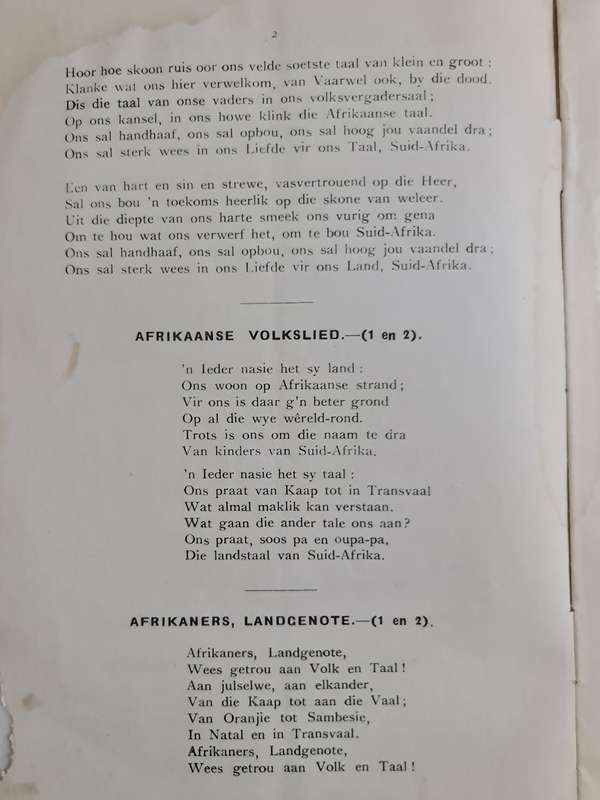 2
Hoor hoe skoon ruis oor ons velde soetste taal van klein en groot :
Klanke wat ons hier verwelkom, van Vaarwel ook, by die dood.
Dis die taal van onse vaders in ons volksvergadersaal ;
Op ons kansel, in ons howe klink die Afrikaanse taal.
Ons sal handhaaf, ons sal opbou, ons sal hoog jou vaandel dra ;
Ons sal sterk wees in ons Liefde vir ons Taal, Suid-Afrika.
Een van hart en sin en strewe, vasvertrouend op die Heer,
Sal ons bou 'n toekoms heerlik op die skone van weleer.
Uit die diepte van ons harte smeek ons vurig om gena
Om te hou wat ons verwerf het, om te bou Suid-Afrika.
Ons sal handhaaf, ons sal opbou, ons sal hoog jou vaandel dra ;
Ons sal sterk wees in ons Liefde vir ons Land, Suid-Afrika.
AFRIKAANSE VOLKSLIED.—(1 en 2).
'n Ieder nasie het sy land :
Ons woon op Afrikaanse strand ;
Vir ons is daar g'n beter grond
Op al die wye wêreld-rond.
Trots is ons om die naam te dra
Van kinders van Suid-Afrika.
'n Ieder nasie het sy taal :
Ons praat van Kaap tot in Transvaal
Wat almal maklik kan verstaan.
Wat gaan die ander tale ons aan?
Ons praat, soos pa en oupa-pa,
Die landstaal van Suid-Afrika.
AFRIKANERS, LANDGENOTE.—(1 en 2).
Afrikaners, Landgenote,
Wees getrou aan Volk en Taal !
Aan julselwe, aan elkander,
Van die Kaap tot aan die Vaal ;
Van Oranjie tot Sambesie,
In Natal en in Transvaal.
Afrikaners, Landgenote,
Wees getrou aan Volk en Taal !